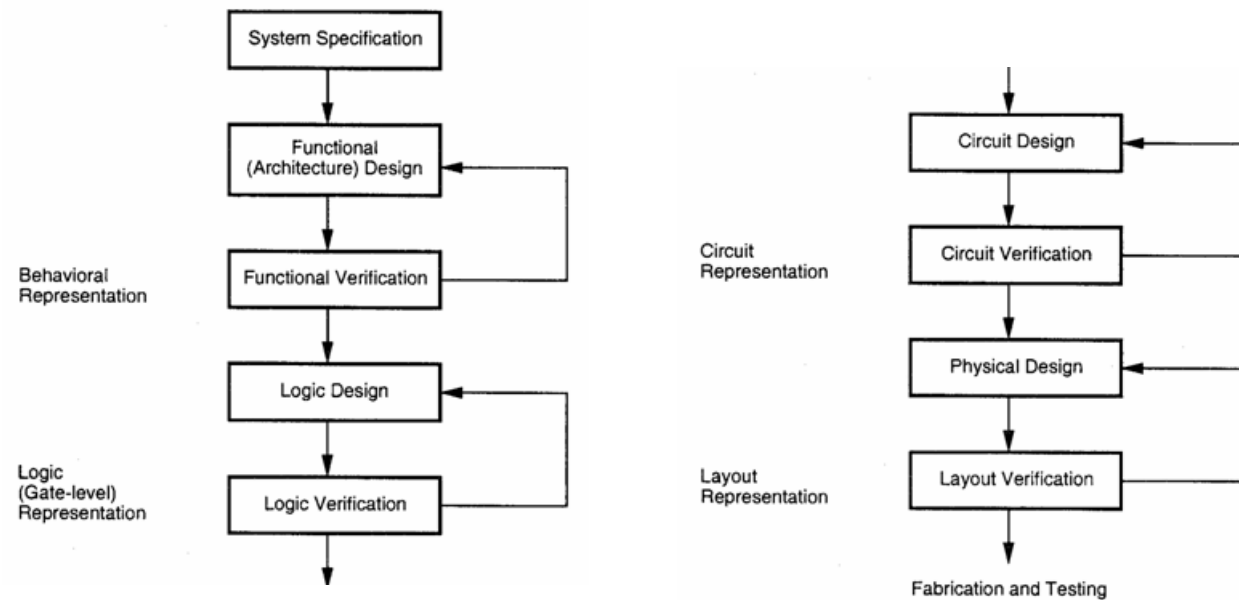 System Specification
Functional
(Architecture) Design
Behavioral
Representation
Functional Verification
Logic Design
Logic
(Gate-level)
Representation
Logic Verification
Circuit Design
Circuit
Representation
Circuit Verification
Physical Design
Layout
Representation
Layout Verification
Fabrication and Testing